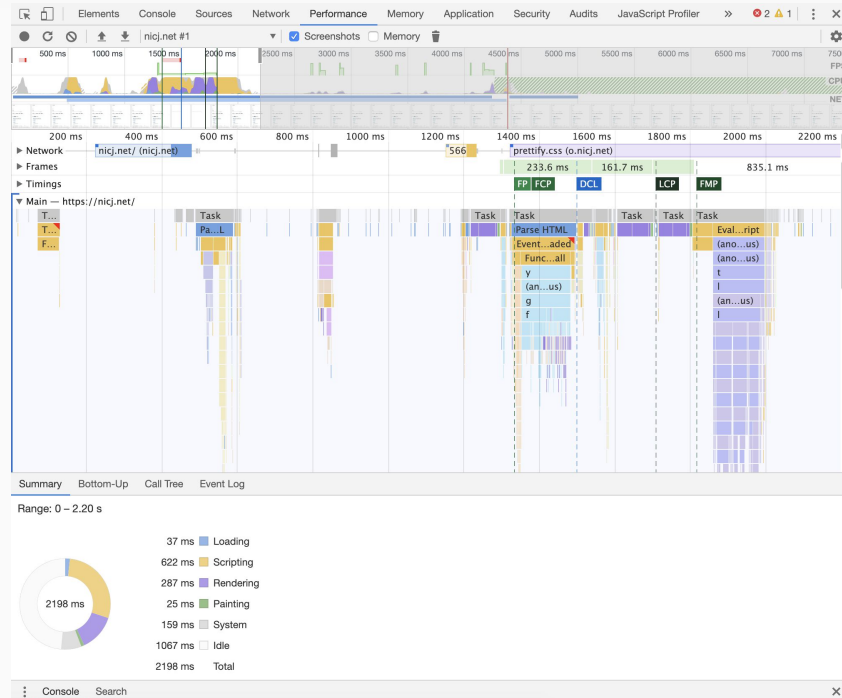 Elements Console Sources Network Performance Memory Application Security Audits JavaScript Profiler » 2 1
nicj.net #1 Screenshots Memory
500 ms 1000 ms 1500 ms 2000 ms 2500 ms 3000 ms 3500 ms 4000 ms 4500 ms 5000 ms 5500 ms 6000 ms 6500 ms 7000 ms 750
FPS
CPU
NET
200 ms 400 ms 600 ms 800 ms 1000 ms 1200 ms 1400 ms 1600 ms 1800 ms 2000 ms 2200 ms
Network nicj.net/ (nicj.net) 566 prettify.css (o.nicj.net)
Frames 233.6 ms 161.7 ms 835.1 ms
Timings FP FCP DCL LCP FMP
Main — https://nicj.net/
T... Task Task Task Task Task Task
T... Pa...L Parse HTML Eval...ript
F... Event...aded (ano...us)
Func...all (ano...us)
y t
(an...us) l
g (an...us)
f l
Summary Bottom-Up Call Tree Event Log
Range: 0 – 2.20 s
37 ms Loading
622 ms Scripting
287 ms Rendering
2198 ms 25 ms Painting
159 ms System
1067 ms Idle
2198 ms Total
Console Search